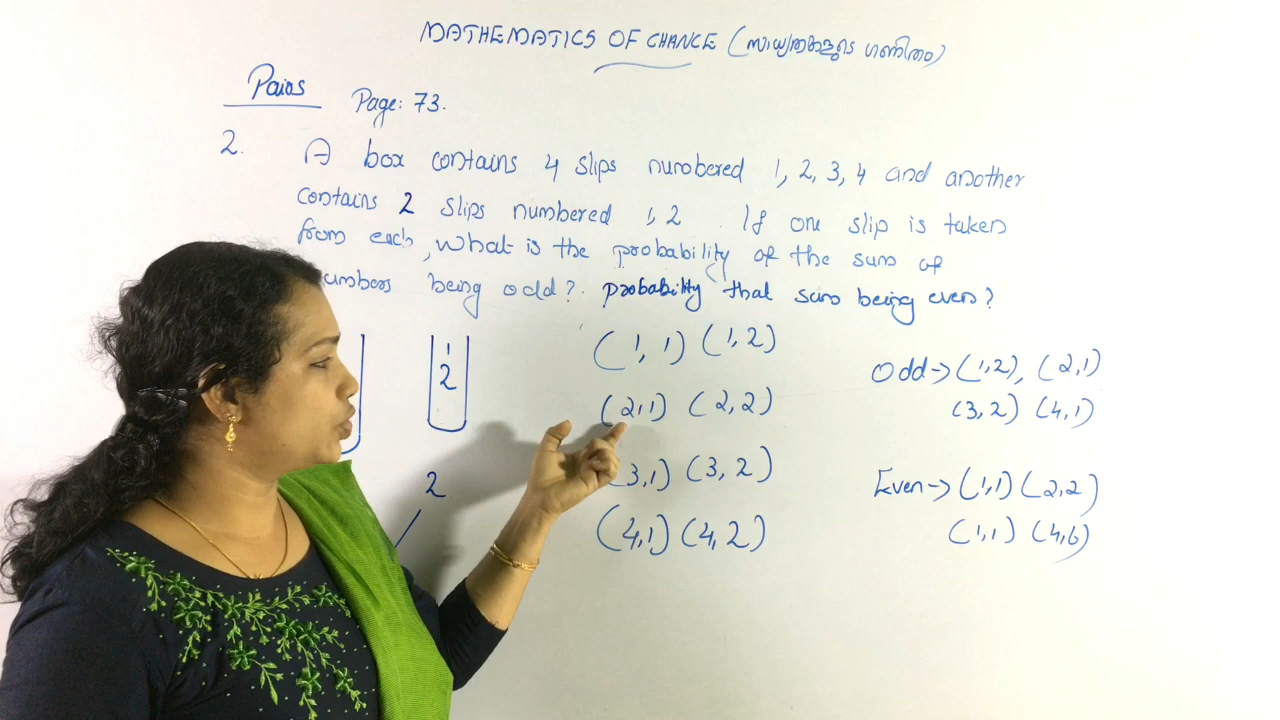 MATHEMATICS OF CHANCE (സാധ്യതകളുടെ ഗണിതം)
Pairs Page: 73.
2. A box contains 4 slips numbered 1, 2, 3, 4 and another
contains 2 slips numbered 1, 2. If one slip is taken
from each, what is the probability of the sum of
umbers being odd? probability that sum being even?
1
2
2
(1, 1) (1, 2)
(2,1) (2, 2)
3,1) (3, 2)
(4,1) (4, 2)
Odd→(1,2), (2,1)
(3,2) (4,1)
Even→(1,1) (2,2)
(1,1) (4,6)